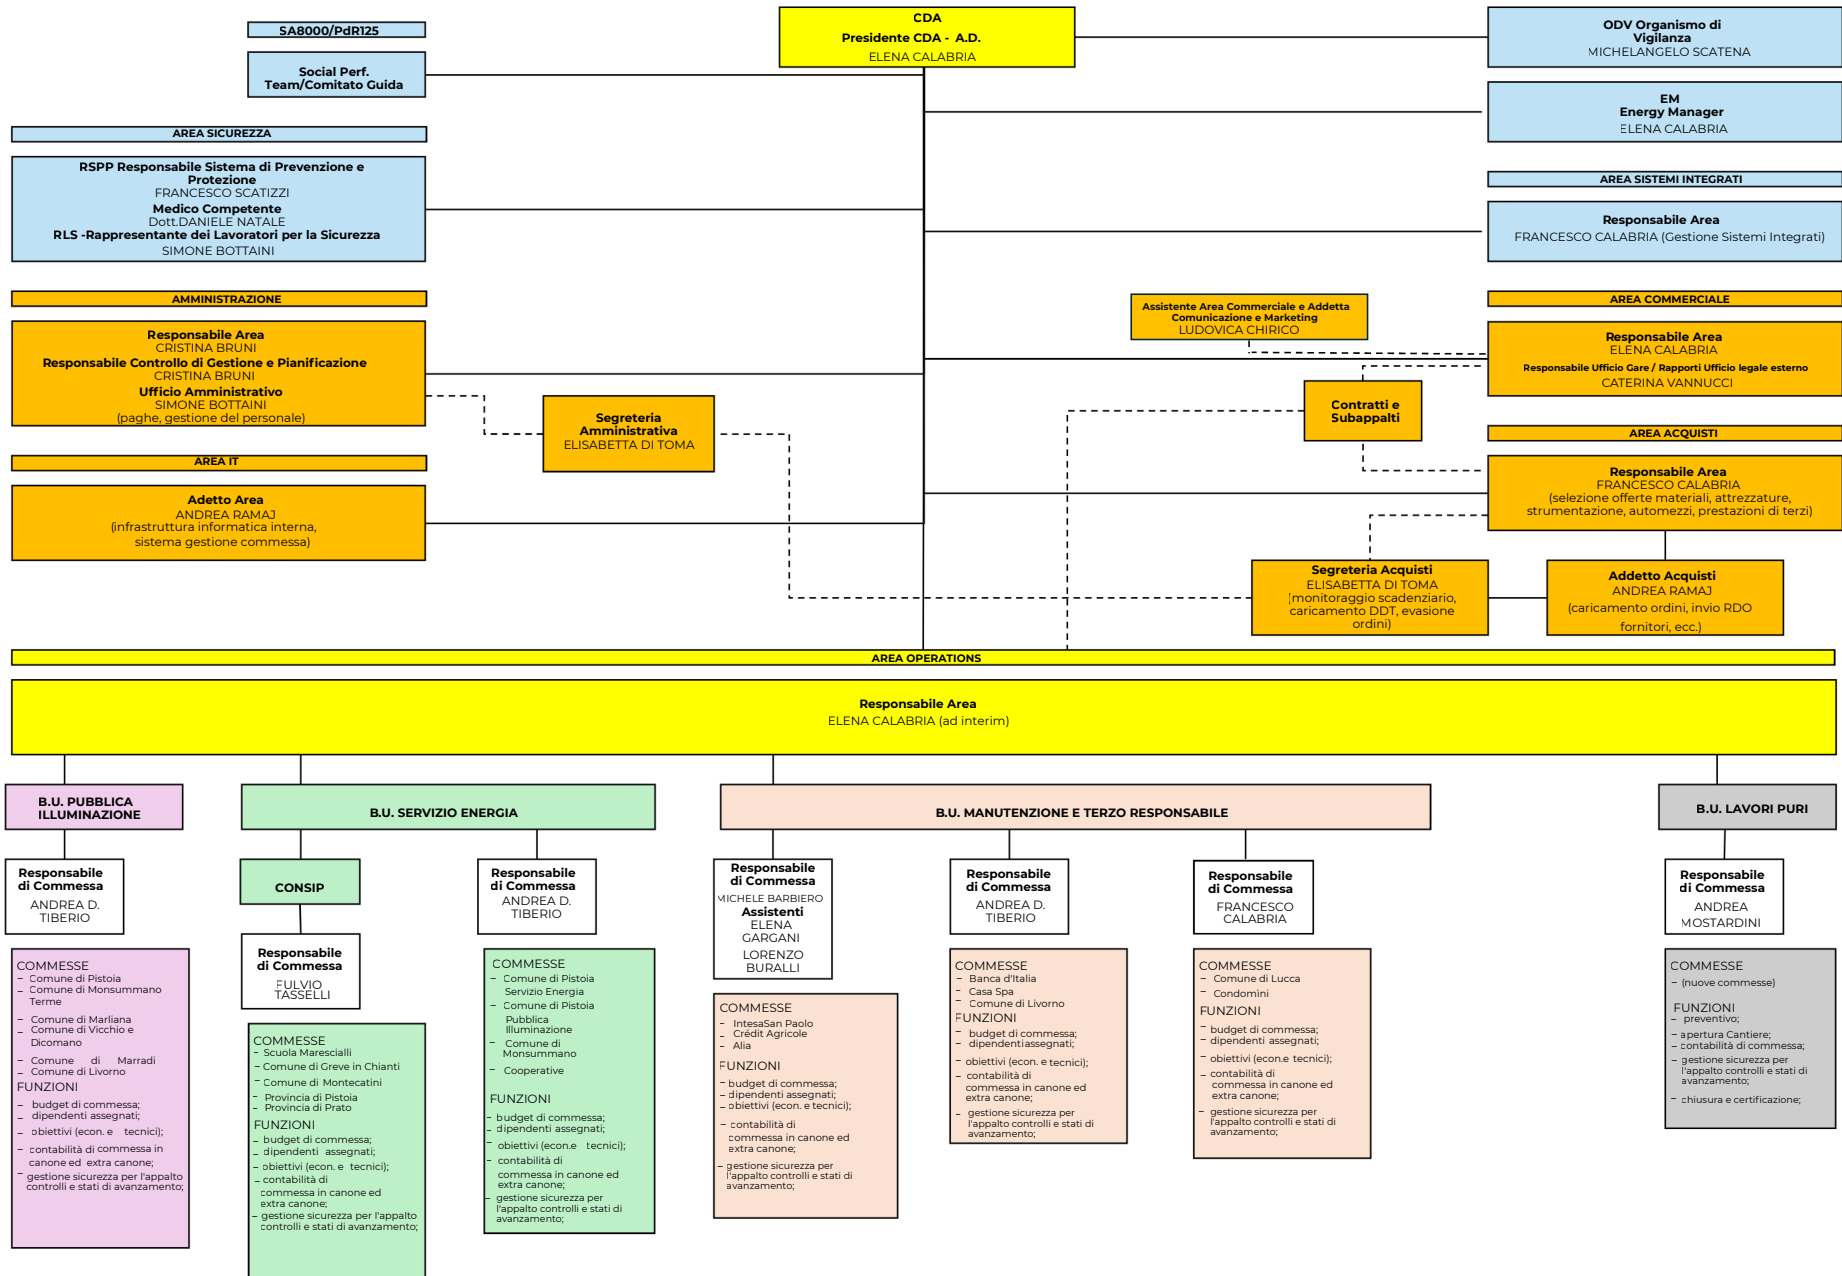 CDA
Presidente CDA - A.D.
ELENA CALABRIA
SA8000/PdR125
Social Perf.
Team/Comitato Guida
ODV Organismo di
Vigilanza
MICHELANGELO SCATENA
EM
Energy Manager
ELENA CALABRIA
AREA SICUREZZA
RSPP Responsabile Sistema di Prevenzione e
Protezione
FRANCESCO SCATIZZI
Medico Competente
Dott.DANIELE NATALE
RLS -Rappresentante dei Lavoratori per la Sicurezza
SIMONE BOTTAINI
AREA SISTEMI INTEGRATI
Responsabile Area
FRANCESCO CALABRIA (Gestione Sistemi Integrati)
AMMINISTRAZIONE
Responsabile Area
CRISTINA BRUNI
Responsabile Controllo di Gestione e Pianificazione
CRISTINA BRUNI
Ufficio Amministrativo
SIMONE BOTTAINI
(paghe, gestione del personale)
Segreteria
Amministrativa
ELISABETTA DI TOMA
Assistente Area Commerciale e Addetta
Comunicazione e Marketing
LUDOVICA CHIRICO
AREA COMMERCIALE
Responsabile Area
ELENA CALABRIA
Responsabile Ufficio Gare / Rapporti Ufficio legale esterno
CATERINA VANNUCCI
Contratti e
Subappalti
AREA IT
Adetto Area
ANDREA RAMAJ
(infrastruttura informatica interna,
sistema gestione commessa)
AREA ACQUISTI
Responsabile Area
FRANCESCO CALABRIA
(selezione offerte materiali, attrezzature,
strumentazione, automezzi, prestazioni di terzi)
Segreteria Acquisti
ELISABETTA DI TOMA
(monitoraggio scadenziario,
caricamento DDT, evasione
ordini)
Addetto Acquisti
ANDREA RAMAJ
(caricamento ordini, invio RDO
fornitori, ecc.)
AREA OPERATIONS
Responsabile Area
ELENA CALABRIA (ad interim)
B.U. PUBBLICA
ILLUMINAZIONE
Responsabile
di Commessa
ANDREA D.
TIBERIO
COMMESSE
– Comune di Pistoia
– Comune di Monsummano
Terme
– Comune di Marliana
– Comune di Vicchio e
Dicomano
– Comune di Marradi
– Comune di Livorno
FUNZIONI
– budget di commessa;
– dipendenti assegnati;
– obiettivi (econ. e tecnici);
– contabilità di commessa in
canone ed extra canone;
– gestione sicurezza per l'appalto
controlli e stati di avanzamento;
B.U. SERVIZIO ENERGIA
CONSIP
Responsabile
di Commessa
FULVIO
TASSELLI
COMMESSE
– Scuola Marescialli
– Comune di Greve in Chianti
– Comune di Montecatini
– Provincia di Pistoia
– Provincia di Prato
FUNZIONI
– budget di commessa;
– dipendenti assegnati;
– obiettivi (econ. e tecnici);
– contabilità di
commessa in canone ed
extra canone;
– gestione sicurezza per l'appalto
controlli e stati di avanzamento;
Responsabile
di Commessa
ANDREA D.
TIBERIO
COMMESSE
– Comune di Pistoia
Servizio Energia
– Comune di Pistoia
Pubblica
Illuminazione
– Comune di
Monsummano
– Cooperative
FUNZIONI
– budget di commessa;
– dipendenti assegnati;
– obiettivi (econ.e tecnici);
– contabilità di
commessa in canone ed
extra canone;
– gestione sicurezza per
l'appalto controlli e stati di
avanzamento;
B.U. MANUTENZIONE E TERZO RESPONSABILE
Responsabile
di Commessa
MICHELE BARBIERO
Assistenti
ELENA
GARGANI
LORENZO
BURALLI
COMMESSE
– IntesaSan Paolo
– Crédit Agricole
– Alia
FUNZIONI
– budget di commessa;
– dipendenti assegnati;
– obiettivi (econ. e tecnici);
– contabilità di
commessa in canone ed
extra canone;
– gestione sicurezza per
l'appalto controlli e stati di
avanzamento;
Responsabile
di Commessa
ANDREA D.
TIBERIO
COMMESSE
– Banca d'Italia
– Casa Spa
– Comune di Livorno
FUNZIONI
– budget di commessa;
– dipendentiassegnati;
– obiettivi (econ. e tecnici);
– contabilità di
commessa in canone ed
extra canone;
– gestione sicurezza per
l'appalto controlli e stati di
avanzamento;
Responsabile
di Commessa
FRANCESCO
CALABRIA
COMMESSE
– Comune di Lucca
– Condomìni
FUNZIONI
– budget di commessa;
– dipendenti assegnati;
– obiettivi (econ.e tecnici);
– contabilità di
commessa in canone ed
extra canone;
– gestione sicurezza per
l'appalto controlli e stati di
avanzamento;
B.U. LAVORI PURI
Responsabile
di Commessa
ANDREA
MOSTARDINI
COMMESSE
– (nuove commesse)
FUNZIONI
– preventivo;
– apertura Cantiere;
– contabilità di commessa;
– gestione sicurezza per
l'appalto controlli e stati di
avanzamento;
– chiusura e certificazione;